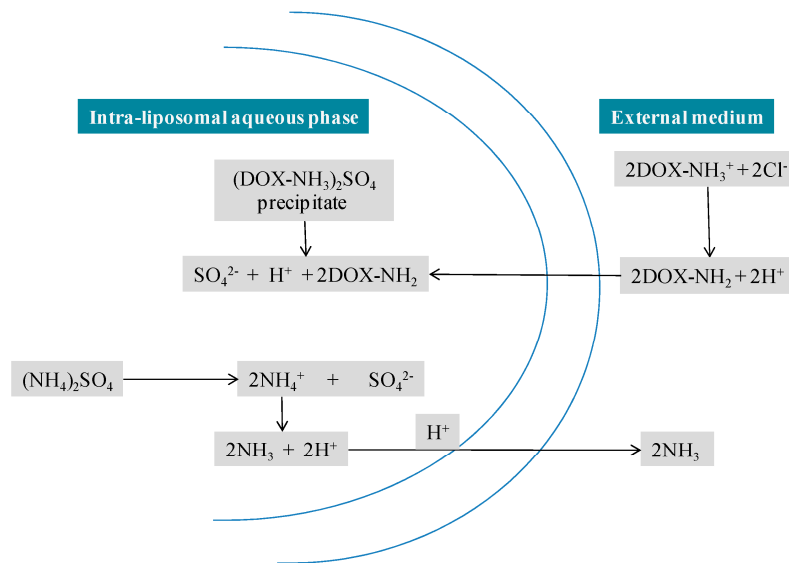 Intra-liposomal aqueous phase
External medium
(DOX-NH₃)₂SO₄
precipitate
2DOX-NH₃⁺ + 2Cl⁻
SO₄²⁻ + H⁺ + 2DOX-NH₂
2DOX-NH₂ + 2H⁺
(NH₄)₂SO₄
2NH₄⁺ + SO₄²⁻
H⁺
2NH₃ + 2H⁺
2NH₃